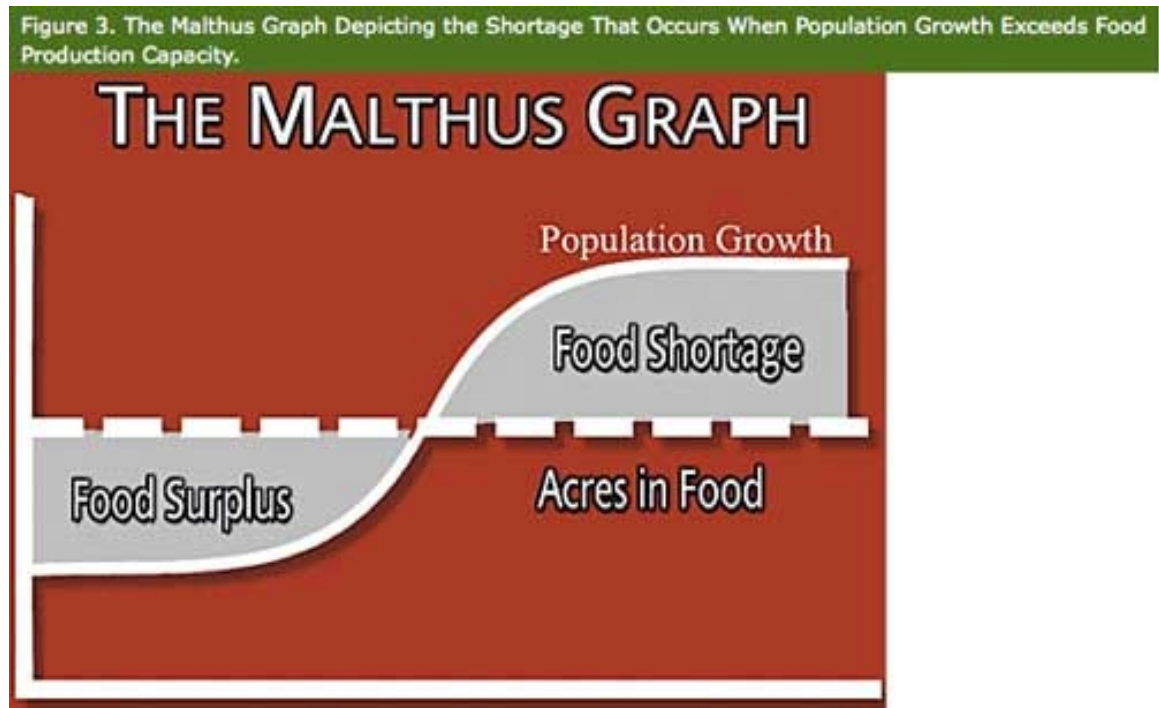 Figure 3. The Malthus Graph Depicting the Shortage That Occurs When Population Growth Exceeds Food
Production Capacity.
THE MALTHUS GRAPH
Population Growth
Food Shortage
Food Surplus
Acres in Food